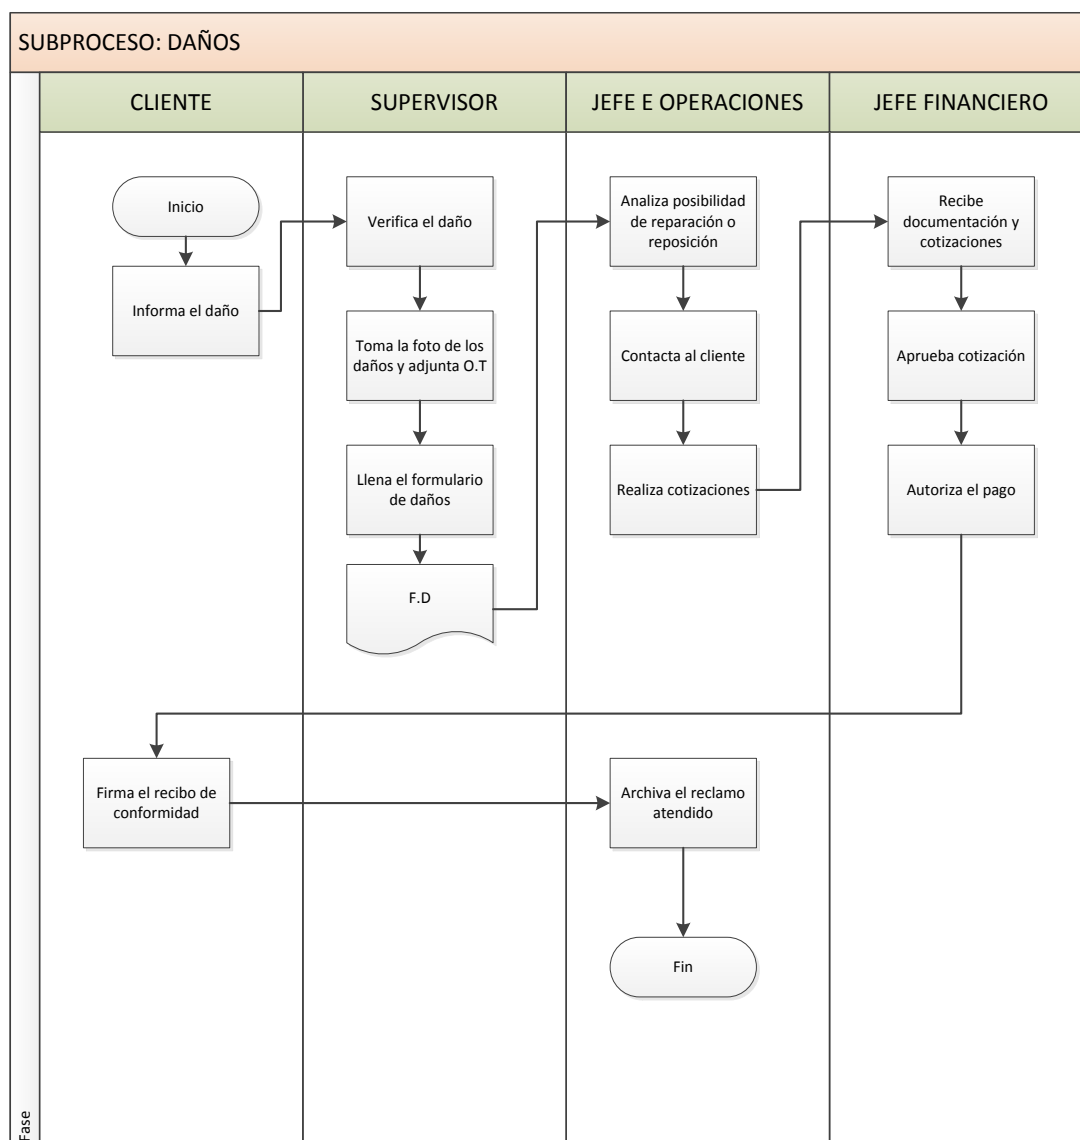 SUBPROCESO: DAÑOS
CLIENTE
SUPERVISOR
JEFE E OPERACIONES
JEFE FINANCIERO
Inicio
Informa el daño
Verifica el daño
Toma la foto de los
daños y adjunta O.T
Llena el formulario
de daños
F.D
Analiza posibilidad
de reparación o
reposición
Contacta al cliente
Realiza cotizaciones
Recibe
documentación y
cotizaciones
Aprueba cotización
Autoriza el pago
Firma el recibo de
conformidad
Archiva el reclamo
atendido
Fin
Fase